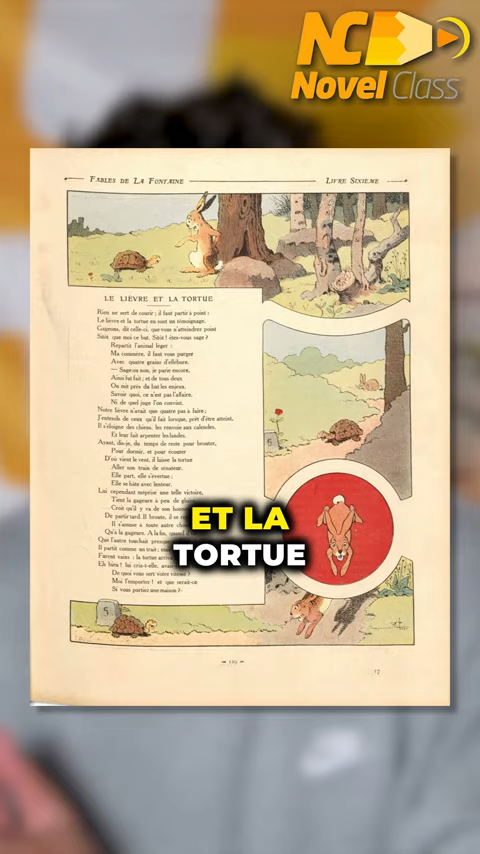 NC
Novel Class
FABLES DE LA FONTAINE
LIVRE SIXIEME
LE LIÈVRE ET LA TORTUE
Rien ne sert de courir ; il faut partir à point :
Le lièvre et la tortue en sont un témoignage.
Gageons, dit celle-ci, que vous n'atteindrez point
Sitôt que moi ce but. Sitôt ! êtes-vous sage ?
Repartit l'animal léger :
Ma commère, il faut vous purger
Avec quatre grains d'ellébore.
— Sage ou non, je parie encore.
Ainsi fut fait ; et de tous deux
On mit près du but les enjeux.
Savoir quoi, ce n'est pas l'affaire,
Ni de quel juge l'on convint.
Notre lièvre n'avait que quatre pas à faire ;
J'entends de ceux qu'il fait lorsque, prêt d'être atteint,
Il s'éloigne des chiens, les renvoie aux calendes,
Et leur fait arpenter les landes.
Ayant, dis-je, du temps de reste pour brouter,
Pour dormir, et pour écouter
D'où vient le vent, il laisse la tortue
Aller son train de sénateur.
Elle part, elle s'évertue ;
Elle se hâte avec lenteur.
Lui cependant méprise une telle victoire,
Tient la gageure à peu de
Croit qu'il y va de son
De partir tard. Il broute, il se
Il s'amuse à toute autre
Qu'à la gageure. A la fin, quand
Que l'autre touchait
Il partit comme un trait ; mai
Furent vains : la tortue arriva
Eh bien ! lui cria-t-elle, avai
De quoi vous sert votre vitesse ?
Moi l'emporter ! et que serait-ce
Si vous portiez une maison ?
5
5
ET LA
TORTUE